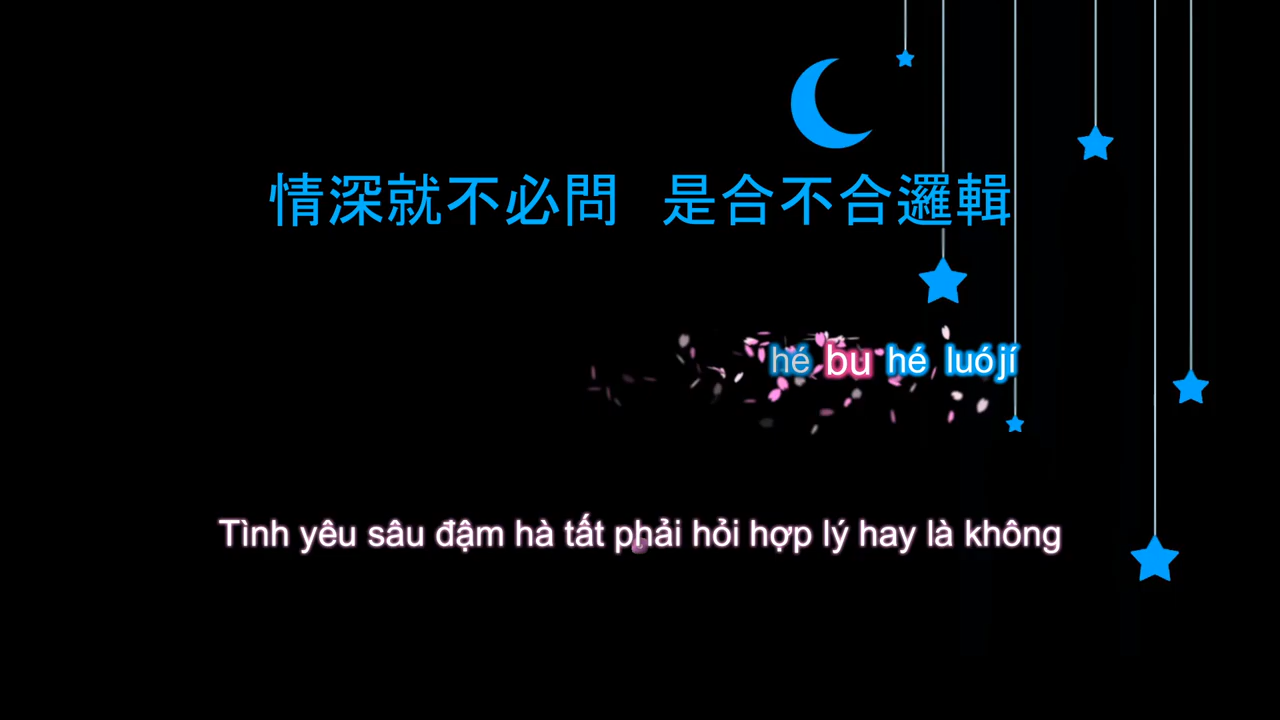 情深就不必問 是合不合邏輯
hé bu hé luójí
Tình yêu sâu đậm hà tất phải hỏi hợp lý hay là không